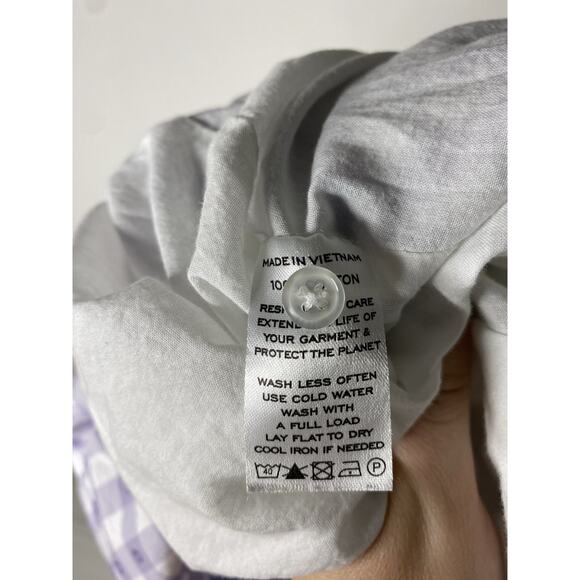 MADE IN VIETNAM
EXTEND LIFE OF
YOUR GARMENT &
PROTECT THE PLANET
WASH LESS OFTEN
USE COLD WATER
WASH WITH
A FULL LOAD
LAY FLAT TO DRY
COOL IRON IF NEEDED
40 P